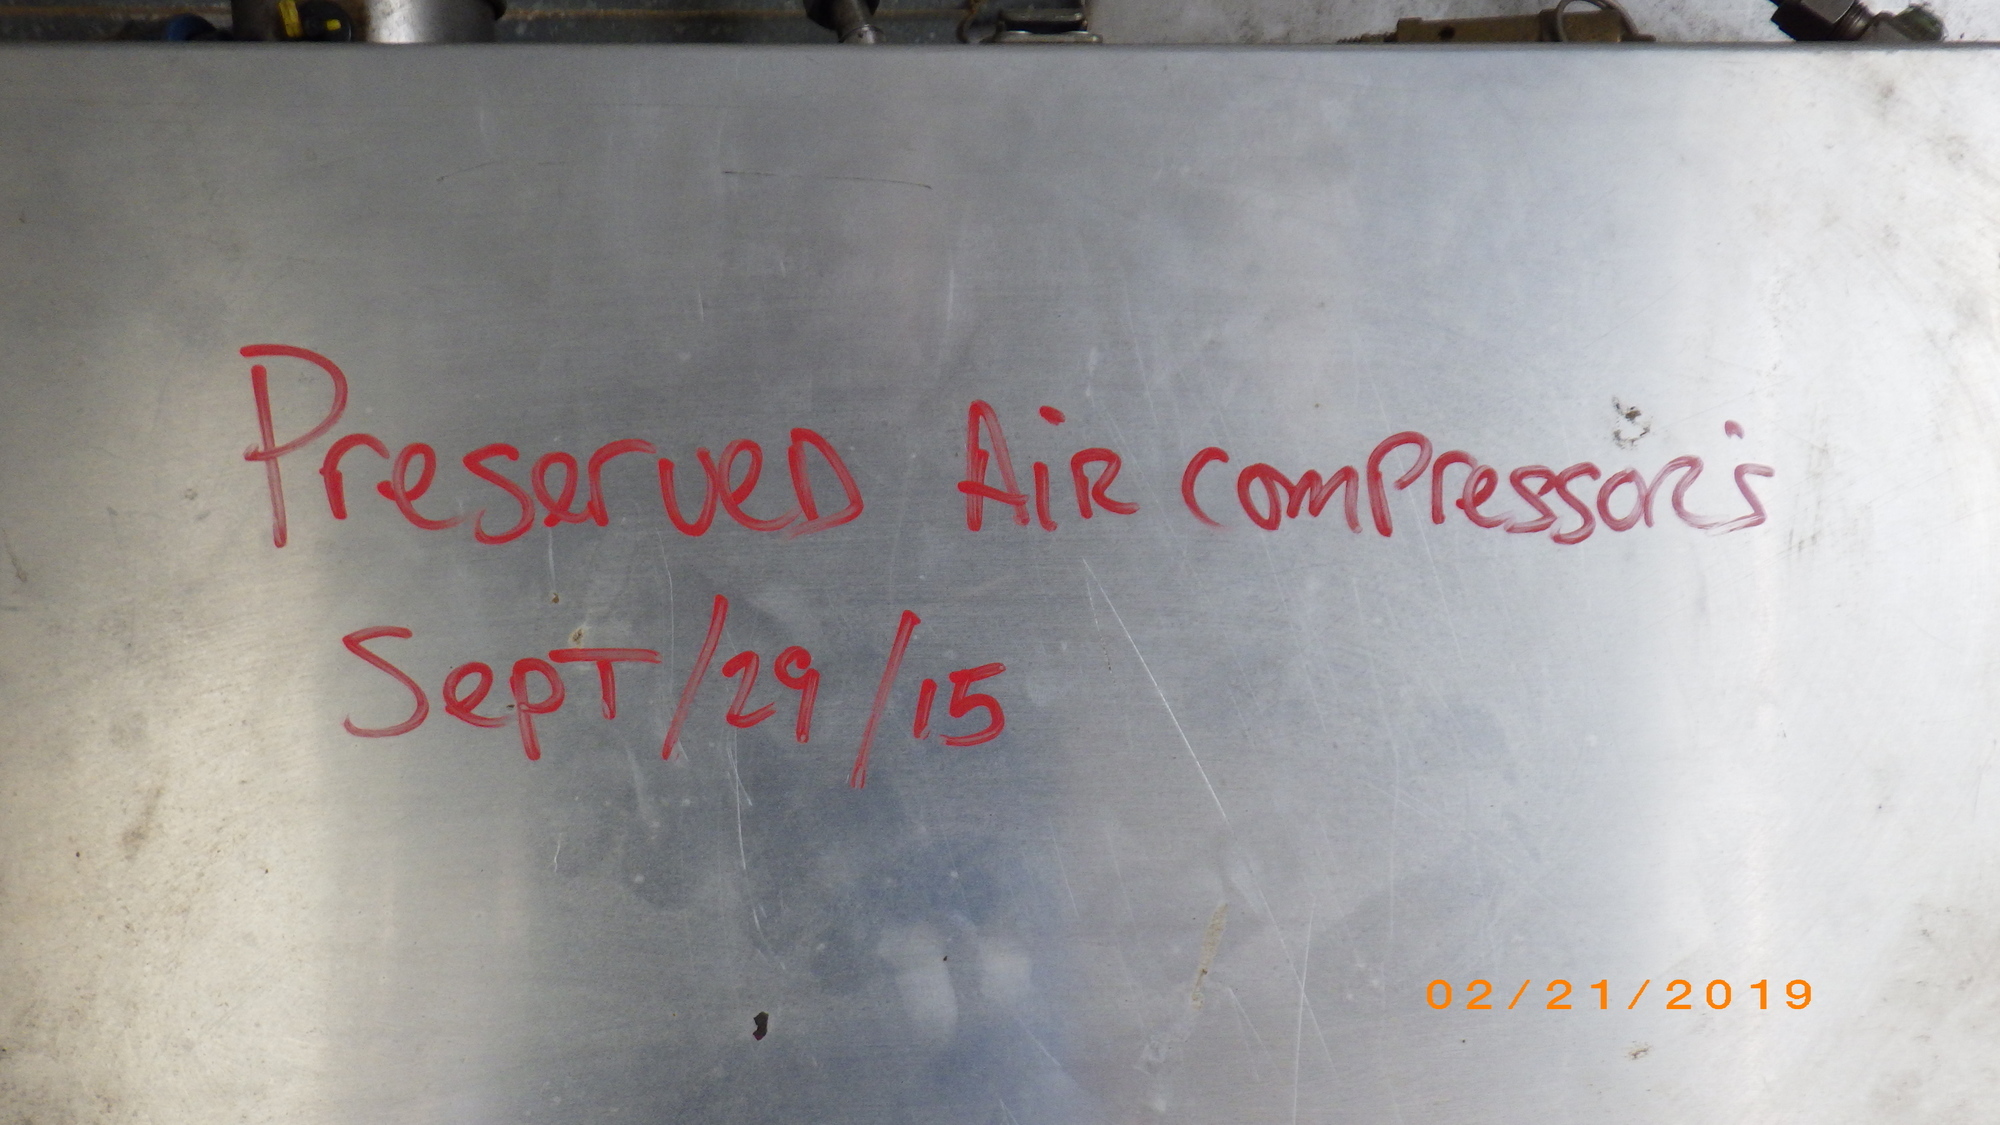 PreserveD AiR compressor's
SepT/29/15
02/21/2019